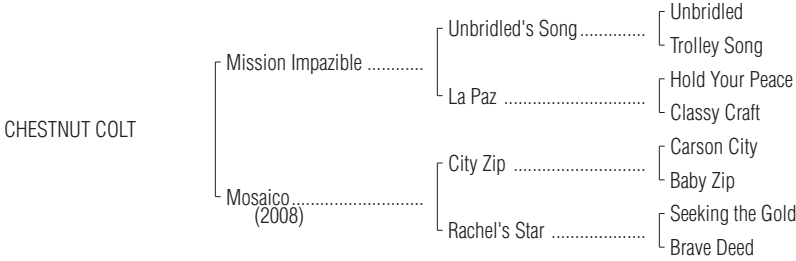 Unbridled
Unbridled's Song..............
Trolley Song
Mission Impazible ............
Hold Your Peace
La Paz ..............................
Classy Craft
CHESTNUT COLT
Carson City
City Zip ............................
Baby Zip
Mosaico............................
(2008)
Seeking the Gold
Rachel's Star ....................
Brave Deed